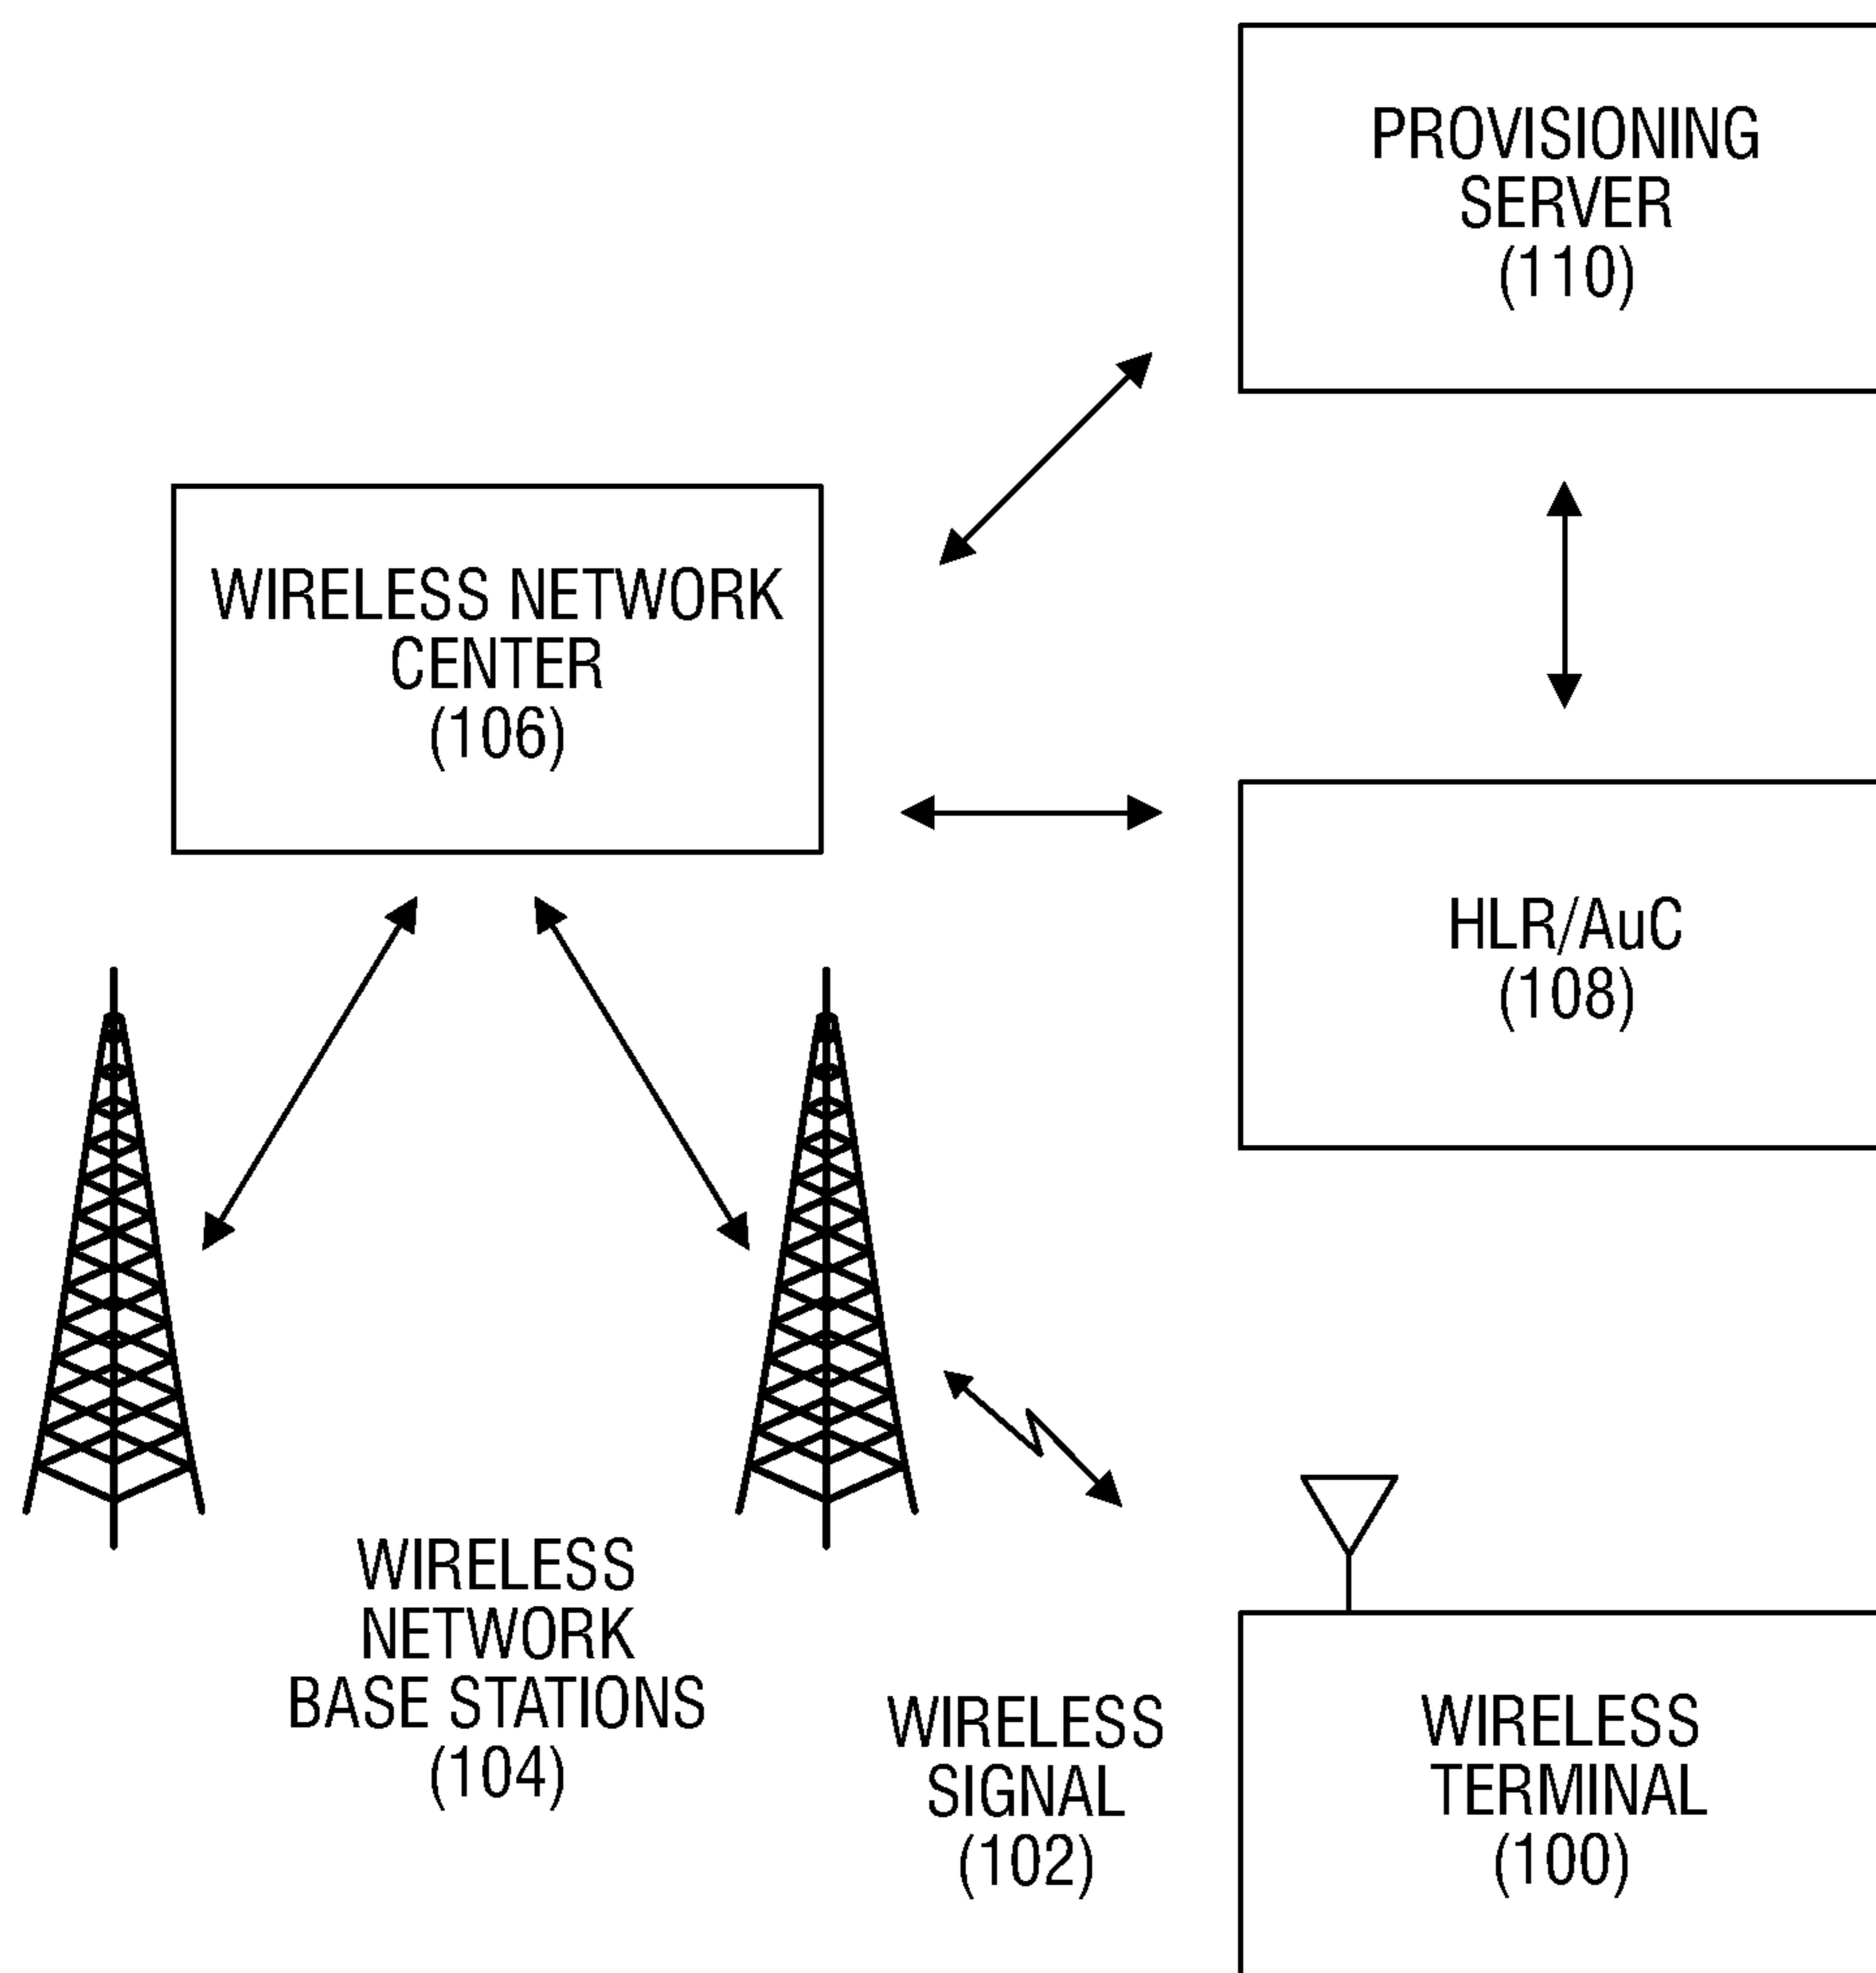 PROVISIONING
SERVER
(110)
WIRELESS NETWORK
CENTER
(106)
HLR/AuC
(108)
WIRELESS
NETWORK
BASE STATIONS
(104)
WIRELESS
SIGNAL
(102)
WIRELESS
TERMINAL
(100)